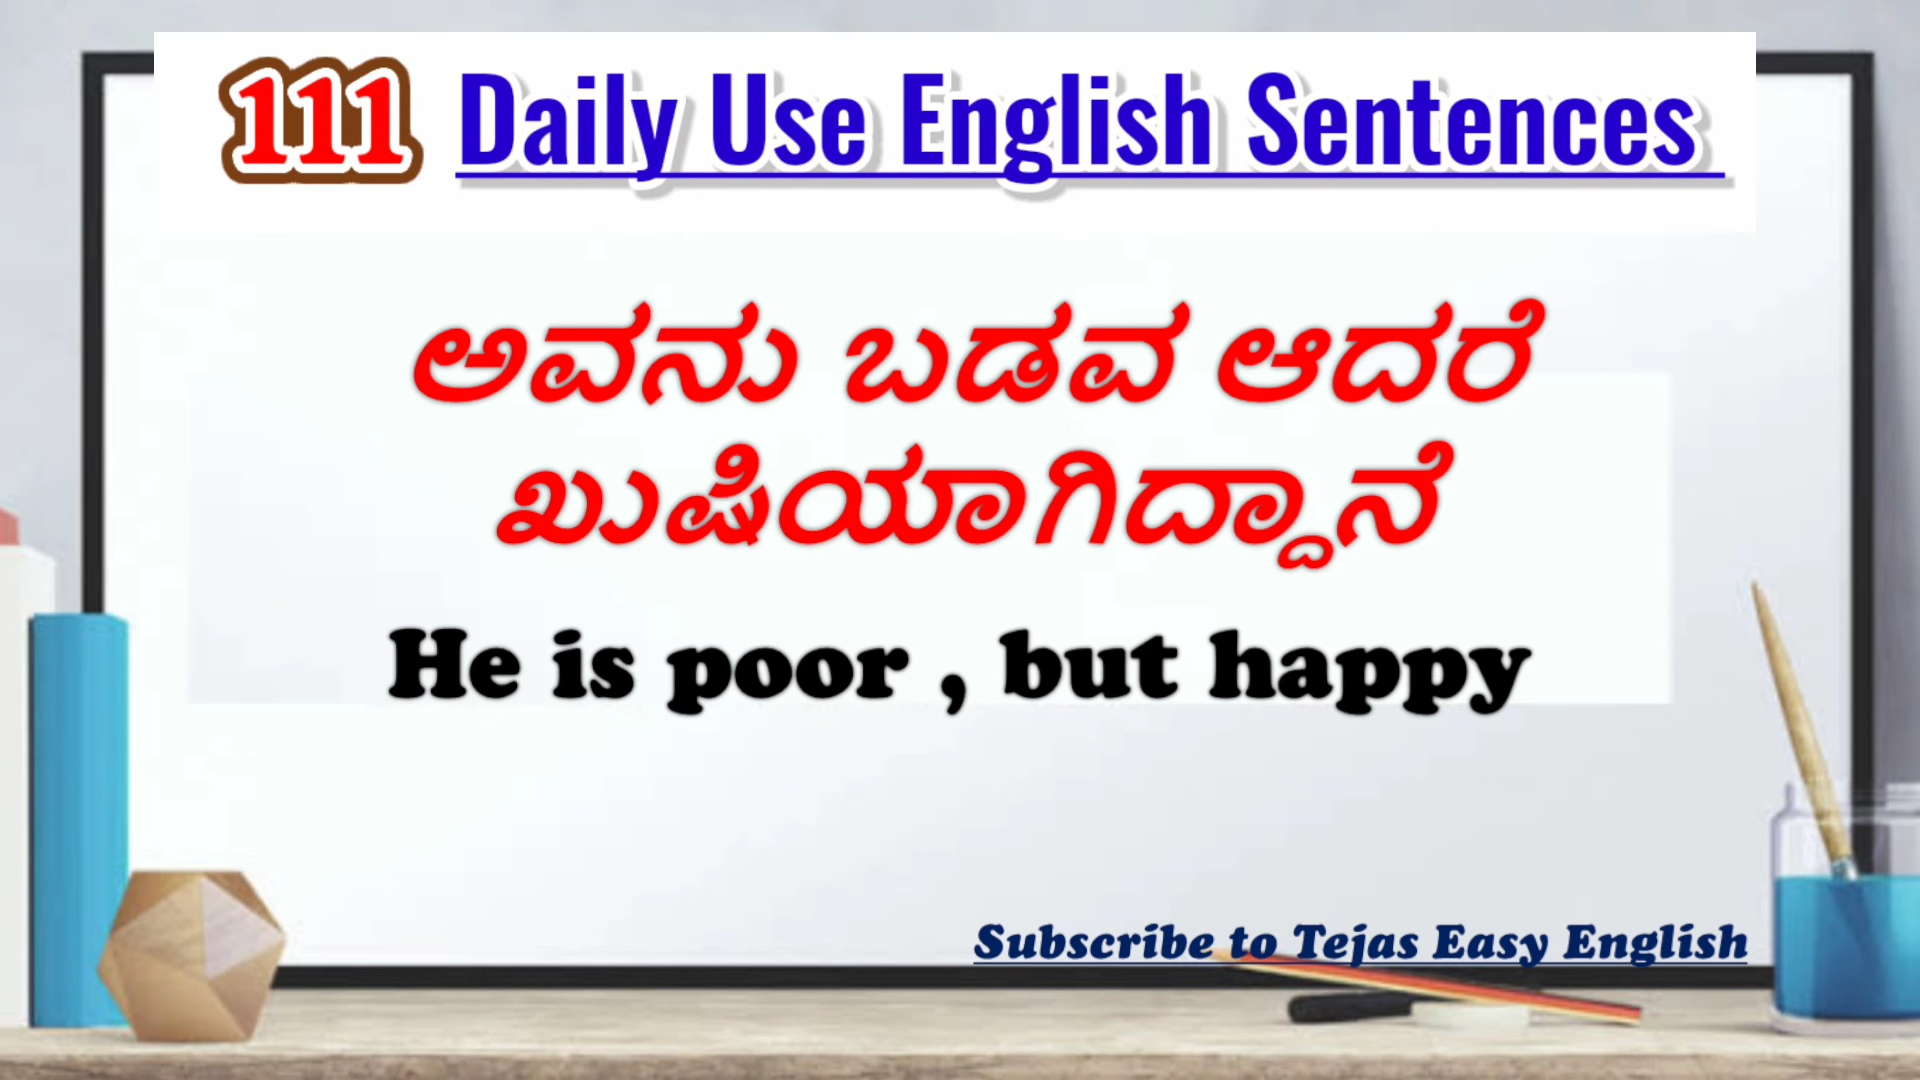 111 Daily Use English Sentences
ಅವನು ಬಡವ ಆದರೆ
ಖುಷಿಯಾಗಿದ್ದಾನೆ
He is poor , but happy
Subscribe to Tejas Easy English